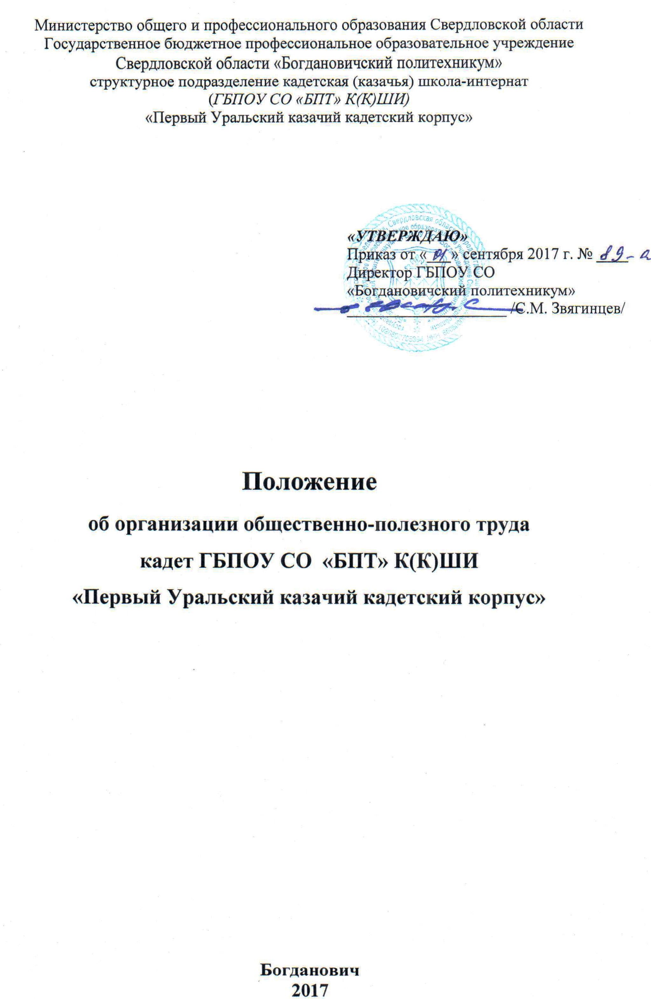 Министерство общего и профессионального образования Свердловской области
Государственное бюджетное профессиональное образовательное учреждение
Свердловской области «Богдановичский политехникум»
структурное подразделение кадетская (казачья) школа-интернат
(ГБПОУ СО «БПТ» К(К)ШИ)
«Первый Уральский казачий кадетский корпус»
«УТВЕРЖДАЮ»
Приказ от «01» сентября 2017 г. № 89-а
Директор ГБПОУ СО
«Богдановичский политехникум»
/С.М. Звягинцев/
Положение
об организации общественно-полезного труда
кадет ГБПОУ СО «БПТ» К(К)ШИ
«Первый Уральский казачий кадетский корпус»
Богданович
2017